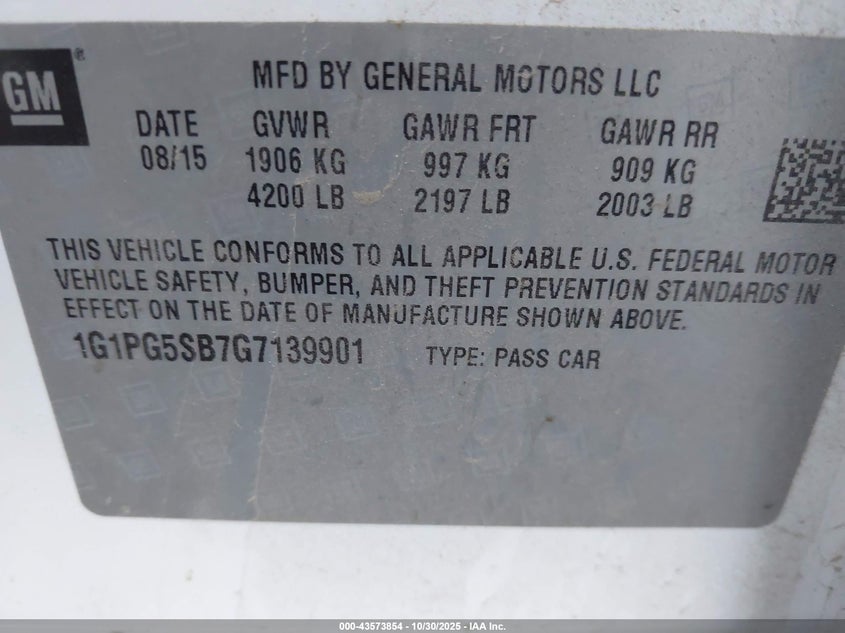 GM®
MFD BY GENERAL MOTORS LLC
DATE GVWR GAWR FRT GAWR RR
08/15 1906 KG 997 KG 909 KG
4200 LB 2197 LB 2003 LB
THIS VEHICLE CONFORMS TO ALL APPLICABLE U.S. FEDERAL MOTOR
VEHICLE SAFETY, BUMPER, AND THEFT PREVENTION STANDARDS IN
EFFECT ON THE DATE OF MANUFACTURE SHOWN ABOVE.
1G1PG5SB7G7139901 TYPE: PASS CAR
000-43573854 | 10/30/2025 - IAA Inc.